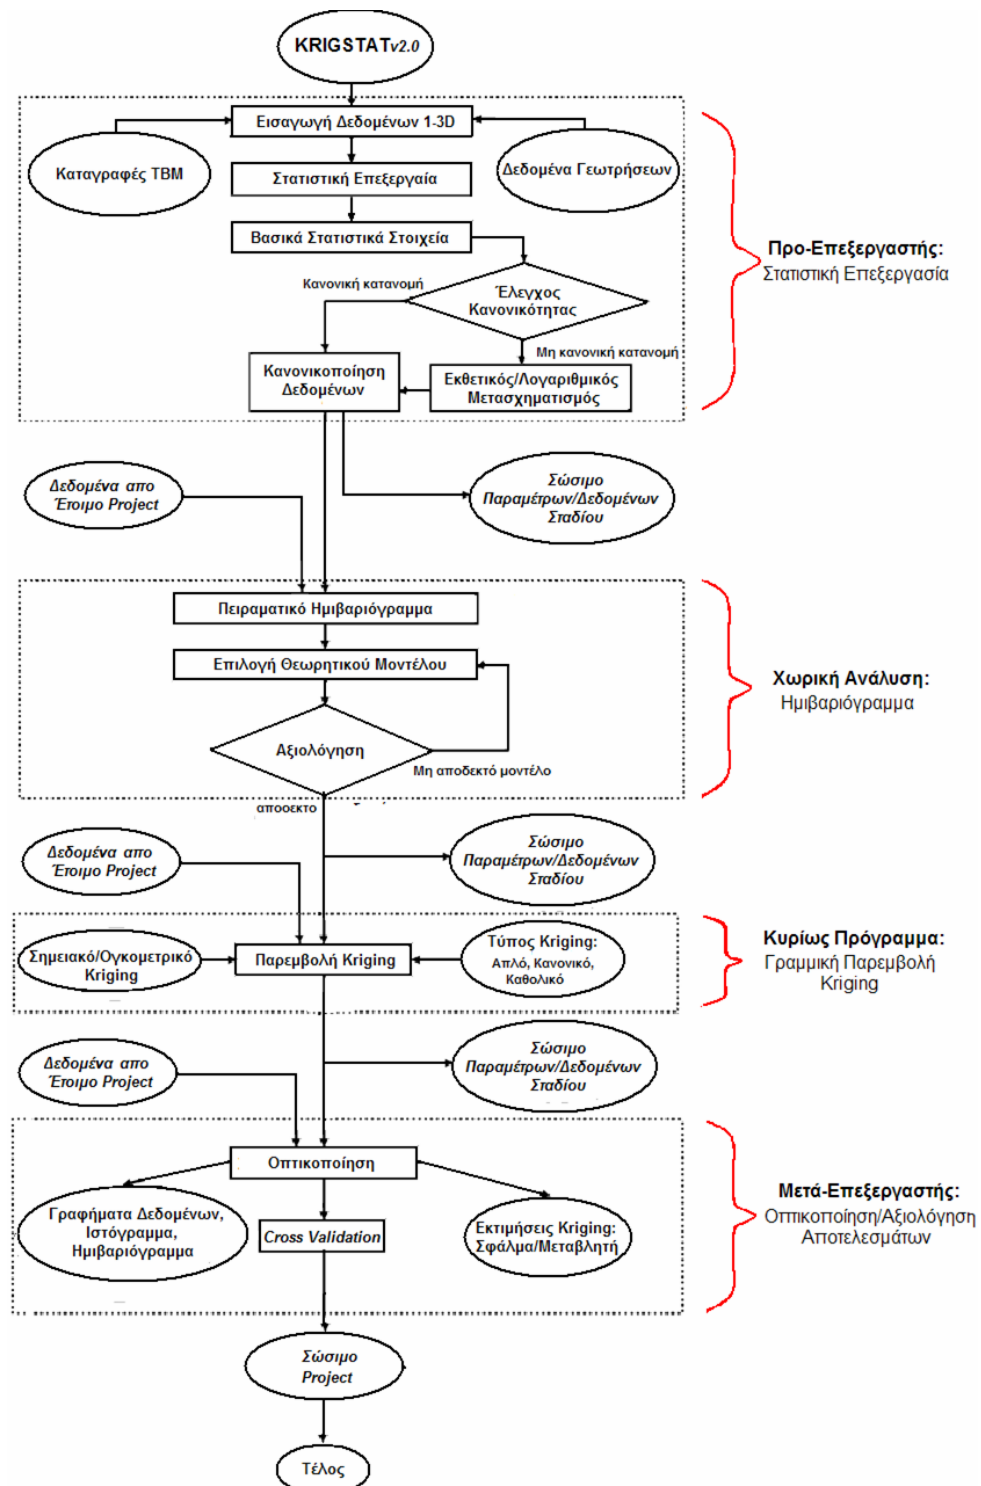 KRIGSTATv2.0
Εισαγωγή Δεδομένων 1-3D
Καταγραφές TBM
Δεδομένα Γεωτρήσεων
Στατιστική Επεξεργαία
Βασικά Στατιστικά Στοιχεία
Προ-Επεξεργαστής:
Στατιστική Επεξεργασία
Κανονική κατανομή
Έλεγχος
Κανονικότητας
Μη κανονική κατανομή
Κανονικοποίηση
Δεδομένων
Εκθετικός/Λογαριθμικός
Μετασχηματισμός
Δεδομένα απο
Έτοιμο Project
Σώσιμο
Παραμέτρων/Δεδομένων
Σταδίου
Πειραματικό Ημιβαριόγραμμα
Επιλογή Θεωρητικού Μοντέλου
Χωρική Ανάλυση:
Ημιβαριόγραμμα
Αξιολόγηση
Μη αποδεκτό μοντέλο
αποδεκτο
Δεδομένα απο
Έτοιμο Project
Σώσιμο
Παραμέτρων/Δεδομένων
Σταδίου
Σημειακό/Ογκομετρικό
Kriging
Παρεμβολή Kriging
Τύπος Kriging:
Απλό, Κανονικό,
Καθολικό
Κυρίως Πρόγραμμα:
Γραμμική Παρεμβολή
Kriging
Δεδομένα απο
Έτοιμο Project
Σώσιμο
Παραμέτρων/Δεδομένων
Σταδίου
Οπτικοποίηση
Γραφήματα Δεδομένων,
Ιστόγραμμα,
Ημιβαριόγραμμα
Cross Validation
Εκτιμήσεις Kriging:
Σφάλμα/Μεταβλητή
Μετά-Επεξεργαστής:
Οπτικοποίηση/Αξιολόγηση
Αποτελεσμάτων
Σώσιμο
Project
Τέλος